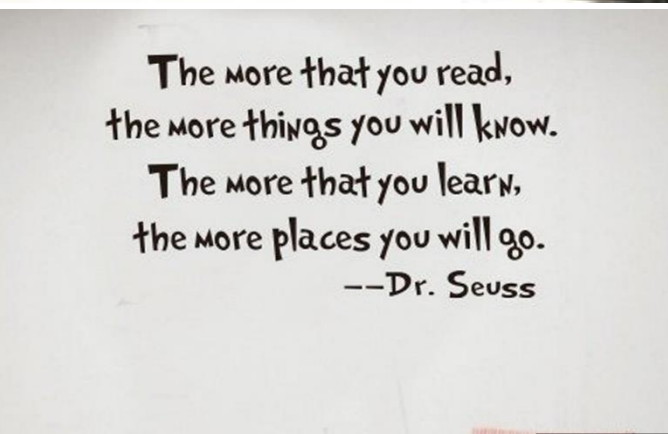 The more that you read,
the more things you will know.
The more that you learn,
the more places you will go.
--Dr. Seuss